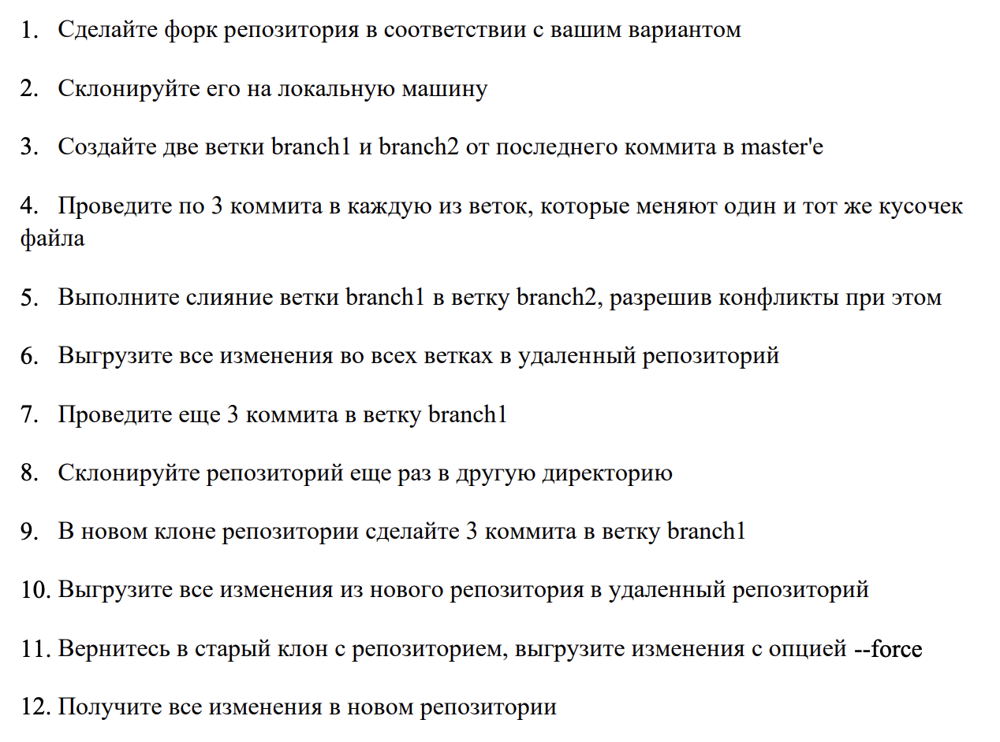 1. Сделайте форк репозитория в соответствии с вашим вариантом
2. Склонируйте его на локальную машину
3. Создайте две ветки branch1 и branch2 от последнего коммита в master'е
4. Проведите по 3 коммита в каждую из веток, которые меняют один и тот же кусочек
файла
5. Выполните слияние ветки branch1 в ветку branch2, разрешив конфликты при этом
6. Выгрузите все изменения во всех ветках в удаленный репозиторий
7. Проведите еще 3 коммита в ветку branch1
8. Склонируйте репозиторий еще раз в другую директорию
9. В новом клоне репозитории сделайте 3 коммита в ветку branch1
10. Выгрузите все изменения из нового репозитория в удаленный репозиторий
11. Вернитесь в старый клон с репозиторием, выгрузите изменения с опцией --force
12. Получите все изменения в новом репозитории